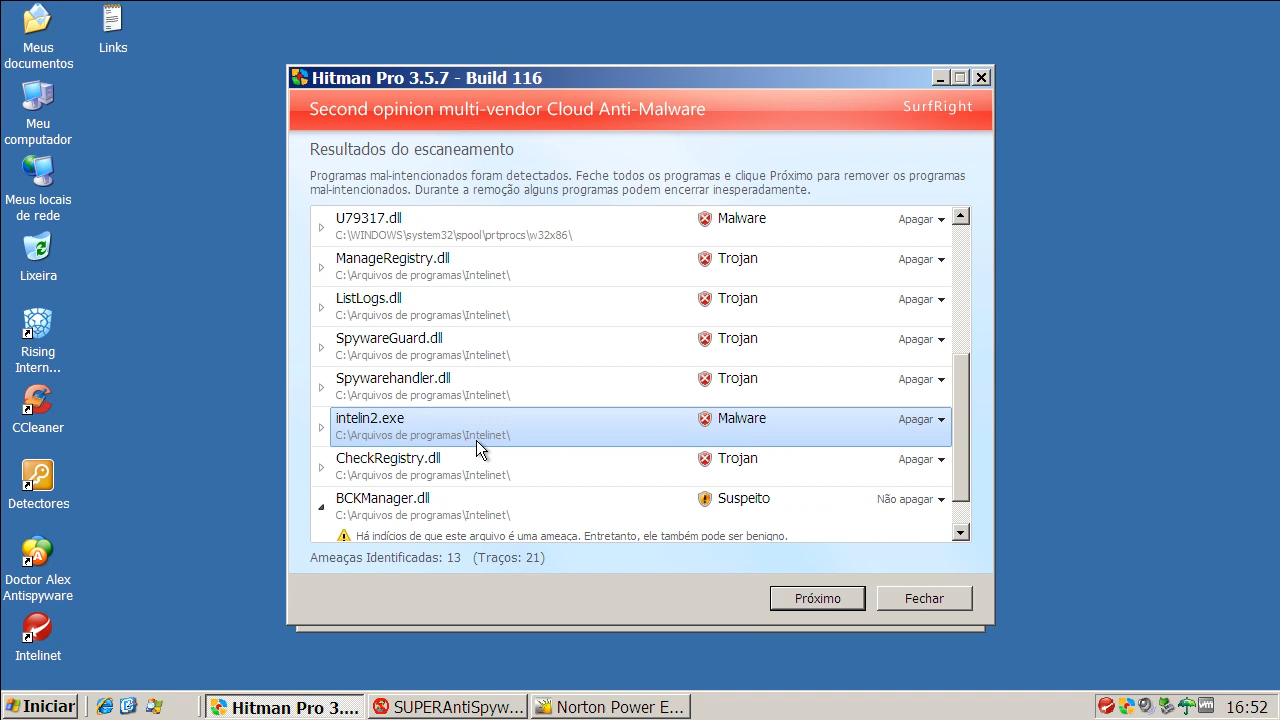 Meus
documentos
Links
Meu
computador
Meus locais
de rede
Lixeira
Rising
Intern...
CCleaner
Detectores
Doctor Alex
Antispyware
Intelinet
Hitman Pro 3.5.7 - Build 116
Second opinion multi-vendor Cloud Anti-Malware
SurfRight
Resultados do escaneamento
Programas mal-intencionados foram detectados. Feche todos os programas e clique Próximo para remover os programas
mal-intencionados. Durante a remoção alguns programas podem encerrar inesperadamente.
U79317.dll Malware Apagar
C:\WINDOWS\system32\spool\prtprocs\w32x86\
ManageRegistry.dll Trojan Apagar
C:\Arquivos de programas\Intelinet\
ListLogs.dll Trojan Apagar
C:\Arquivos de programas\Intelinet\
SpywareGuard.dll Trojan Apagar
C:\Arquivos de programas\Intelinet\
Spywarehandler.dll Trojan Apagar
C:\Arquivos de programas\Intelinet\
intelin2.exe Malware Apagar
C:\Arquivos de programas\Intelinet\
CheckRegistry.dll Trojan Apagar
C:\Arquivos de programas\Intelinet\
BCKManager.dll Suspeito Não apagar
C:\Arquivos de programas\Intelinet\
Há indícios de que este arquivo é uma ameaça. Entretanto, ele também pode ser benigno.
Ameaças Identificadas: 13 (Traços: 21)
Próximo Fechar
Iniciar Hitman Pro 3.... SUPERAntiSpyw... Norton Power E... 16:52